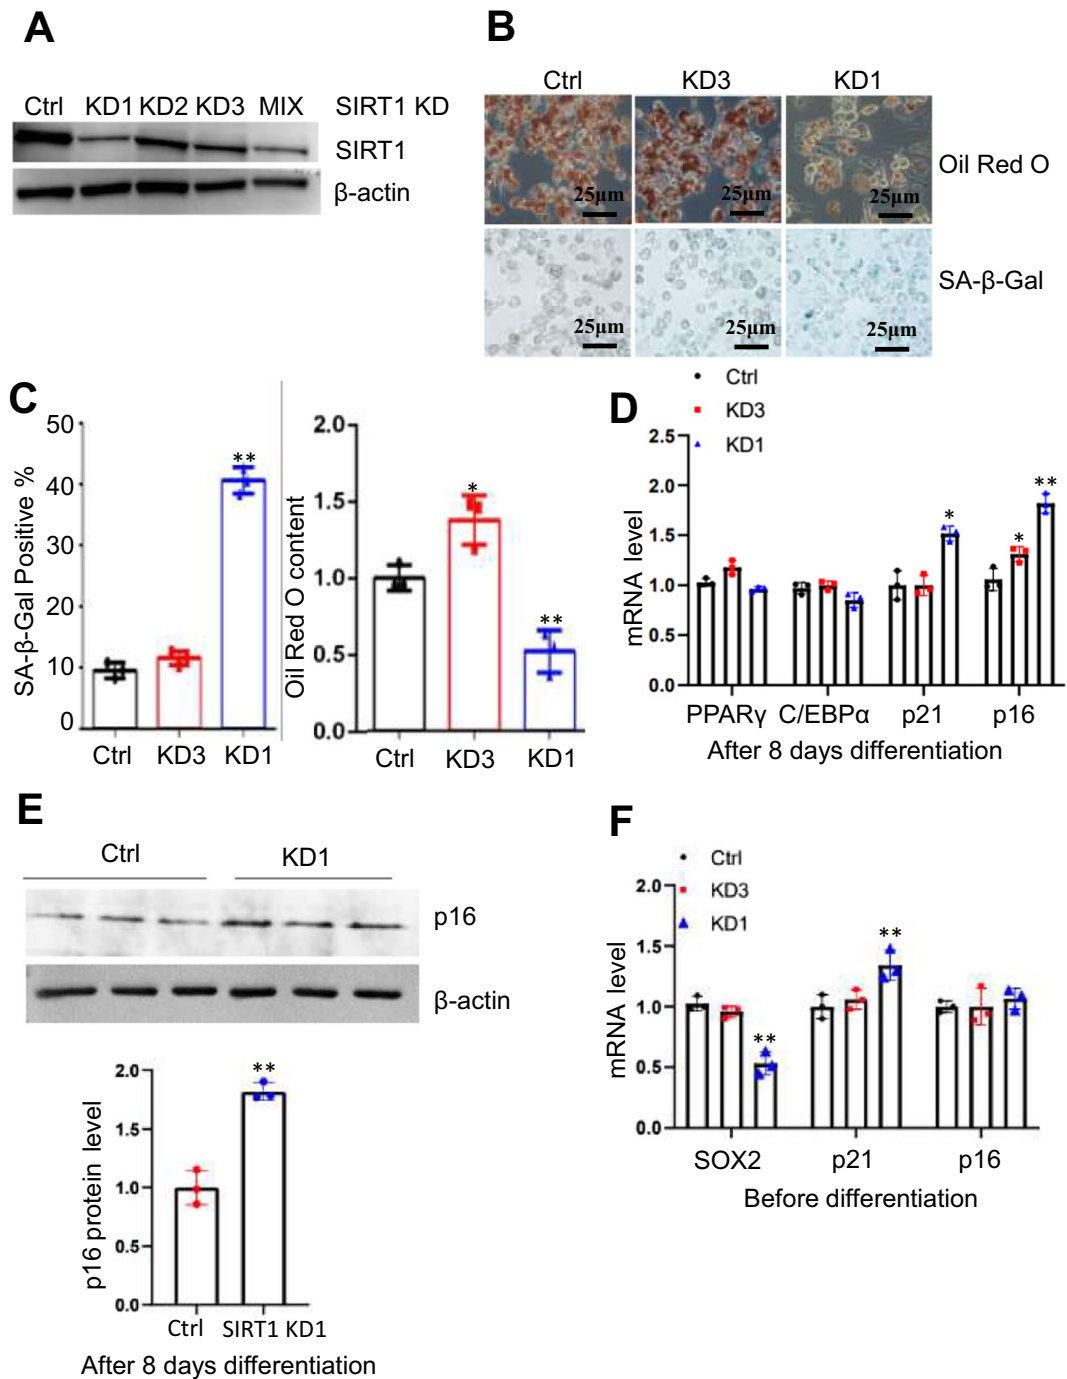 A
Ctrl KD1 KD2 KD3 MIX SIRT1 KD
SIRT1
β-actin
B
Ctrl KD3 KD1
25μm 25μm 25μm
Oil Red O
25μm 25μm 25μm
SA-β-Gal
C
SA-β-Gal Positive %
50
40
30
20
10
0
**
Ctrl KD3 KD1
Oil Red O content
2.0
1.5
1.0
0.5
0.0
*
**
Ctrl KD3 KD1
D
Ctrl
KD3
KD1
mRNA level
2.5
2.0
1.5
1.0
0.5
0.0
*
*
**
PPARγ C/EBPα p21 p16
After 8 days differentiation
E
Ctrl KD1
p16
β-actin
p16 protein level
2.0
1.5
1.0
0.5
0.0
**
Ctrl SIRT1 KD1
After 8 days differentiation
F
Ctrl
KD3
KD1
mRNA level
2.0
1.5
1.0
0.5
0.0
**
**
SOX2 p21 p16
Before differentiation